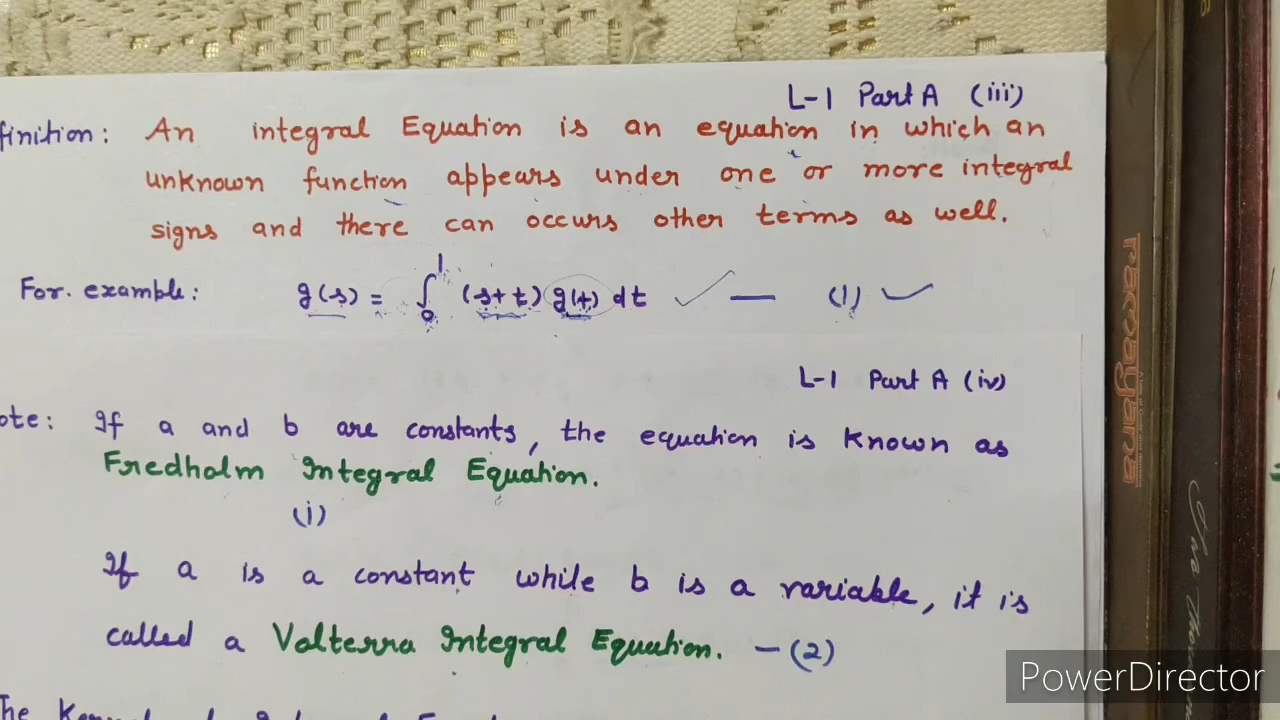 L-1 Part A (iii)
finition: An integral Equation is an equation in which an
unknown function appears under one or more integral
signs and there can occurs other terms as well.
For. example: g(s) = ∫₀¹ (s+t) g(t) dt ✓ — (1) ✓
L-1 Part A (iv)
ote: If a and b are constants, the equation is known as
Fredholm Integral Equation.
(i)
If a is a constant while b is a variable, it is
called a Volterra Integral Equation. — (2)
The
Pacorayana
PowerDirector